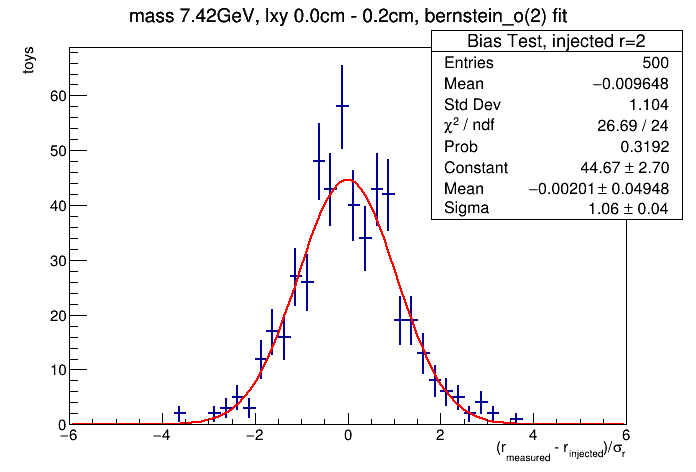 mass 7.42GeV, lxy 0.0cm - 0.2cm, bernstein_o(2) fit
Bias Test, injected r=2
Entries 500
Mean −0.009648
Std Dev 1.104
χ² / ndf 26.69 / 24
Prob 0.3192
Constant 44.67 ± 2.70
Mean −0.00201 ± 0.04948
Sigma 1.06 ± 0.04
toys
60
50
40
30
20
10
0
−6 −4 −2 0 2 4 6
(r_measured - r_injected)/σ_r